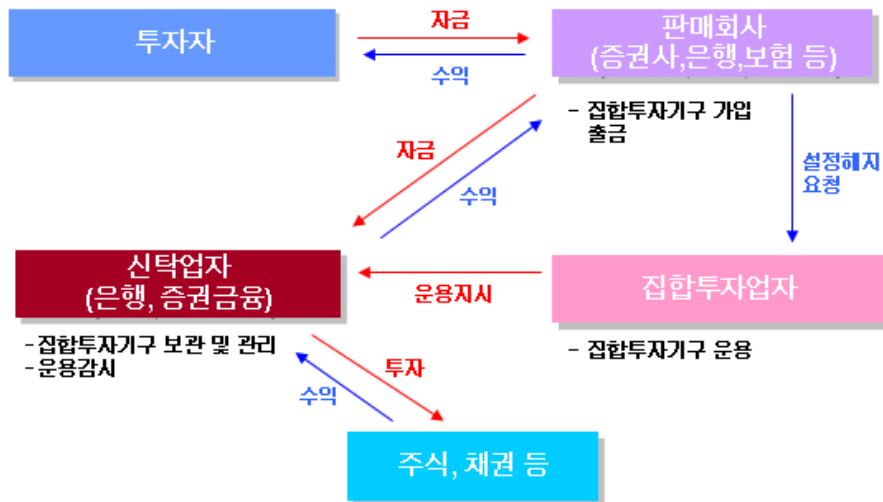 투자자
자금
수익
판매회사
(증권사,은행,보험 등)
- 집합투자기구 가입
출금
자금
수익
설정해지
요청
신탁업자
(은행, 증권금융)
운용지시
집합투자업자
-집합투자기구 보관 및 관리
-운용감시
- 집합투자기구 운용
투자
수익
주식, 채권 등